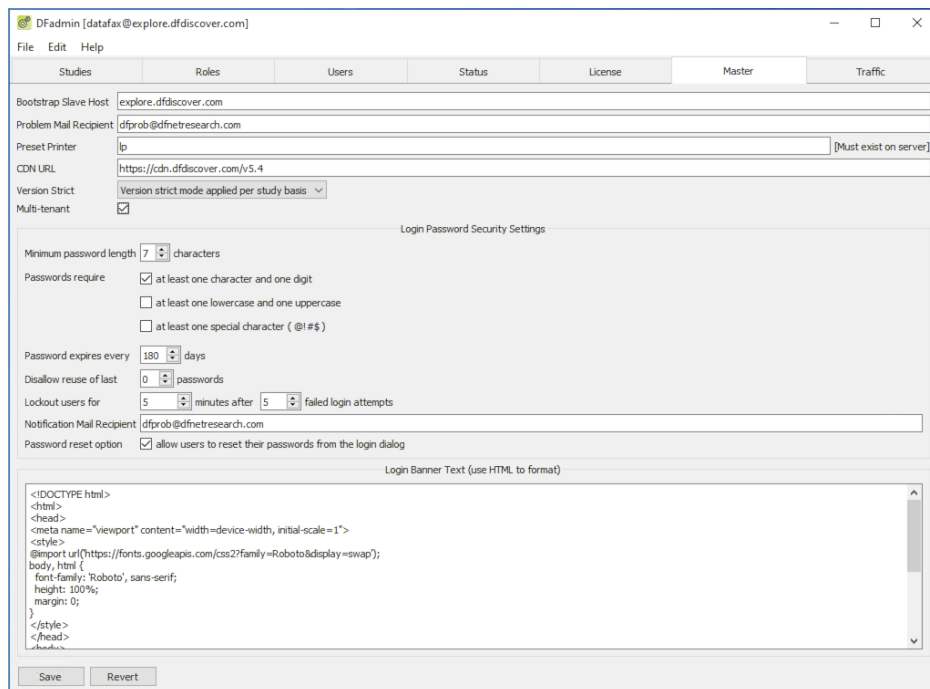 DFadmin [datafax@explore.dfdiscover.com]
File Edit Help
Studies Roles Users Status License Master Traffic
Bootstrap Slave Host explore.dfdiscover.com
Problem Mail Recipient dfprob@dfnetresearch.com
Preset Printer lp [Must exist on server]
CDN URL https://cdn.dfdiscover.com/v5.4
Version Strict Version strict mode applied per study basis
Multi-tenant
Login Password Security Settings
Minimum password length 7 characters
Passwords require at least one character and one digit
at least one lowercase and one uppercase
at least one special character ( @!#$ )
Password expires every 180 days
Disallow reuse of last 0 passwords
Lockout users for 5 minutes after 5 failed login attempts
Notification Mail Recipient dfprob@dfnetresearch.com
Password reset option allow users to reset their passwords from the login dialog
Login Banner Text (use HTML to format)
<!DOCTYPE html>
<html>
<head>
<meta name="viewport" content="width=device-width, initial-scale=1">
<style>
@import url('https://fonts.googleapis.com/css2?family=Roboto&display=swap');
body, html {
font-family: 'Roboto', sans-serif;
height: 100%;
margin: 0;
}
</style>
</head>
<body>
Save Revert